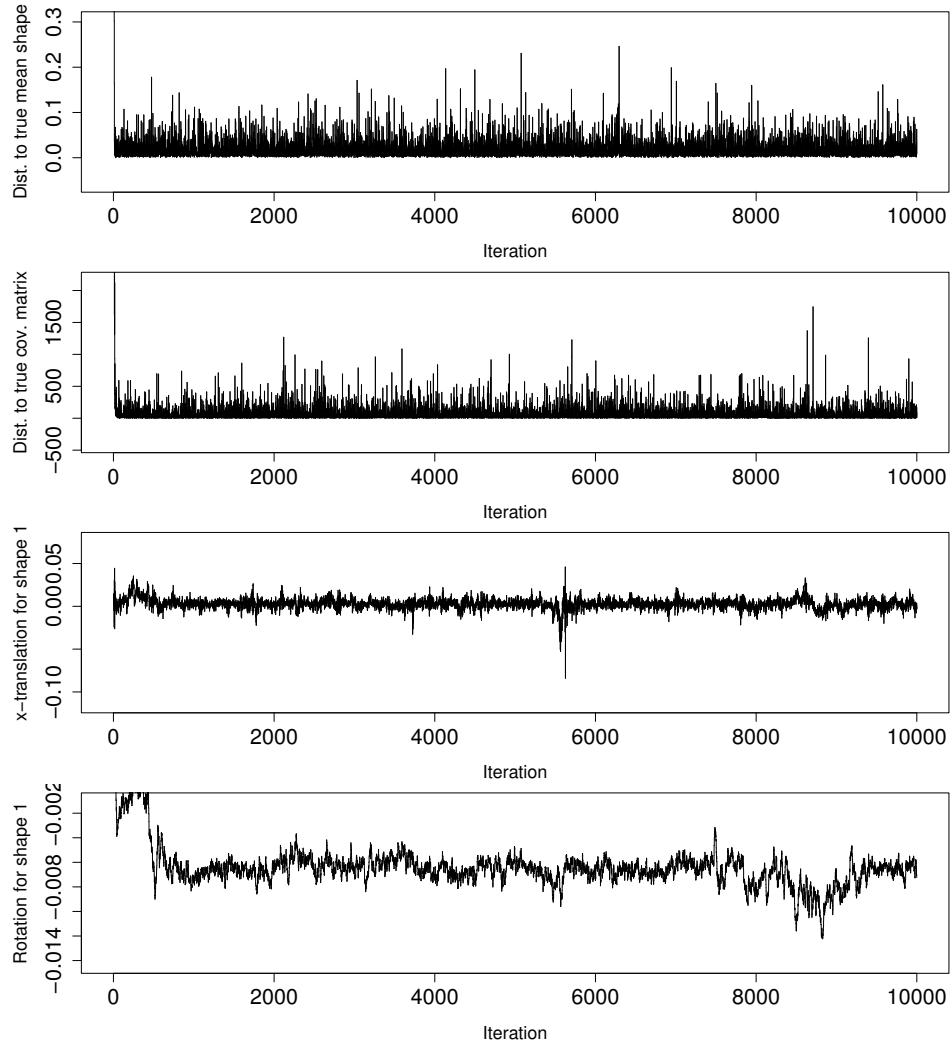 Dist. to true mean shape
0.0 0.1 0.2 0.3
0 2000 4000 6000 8000 10000
Iteration
Dist. to true cov. matrix
−500 500 1500
0 2000 4000 6000 8000 10000
Iteration
x−translation for shape 1
−0.10 0.00 0.05
0 2000 4000 6000 8000 10000
Iteration
Rotation for shape 1
−0.014 −0.008 −0.002
0 2000 4000 6000 8000 10000
Iteration